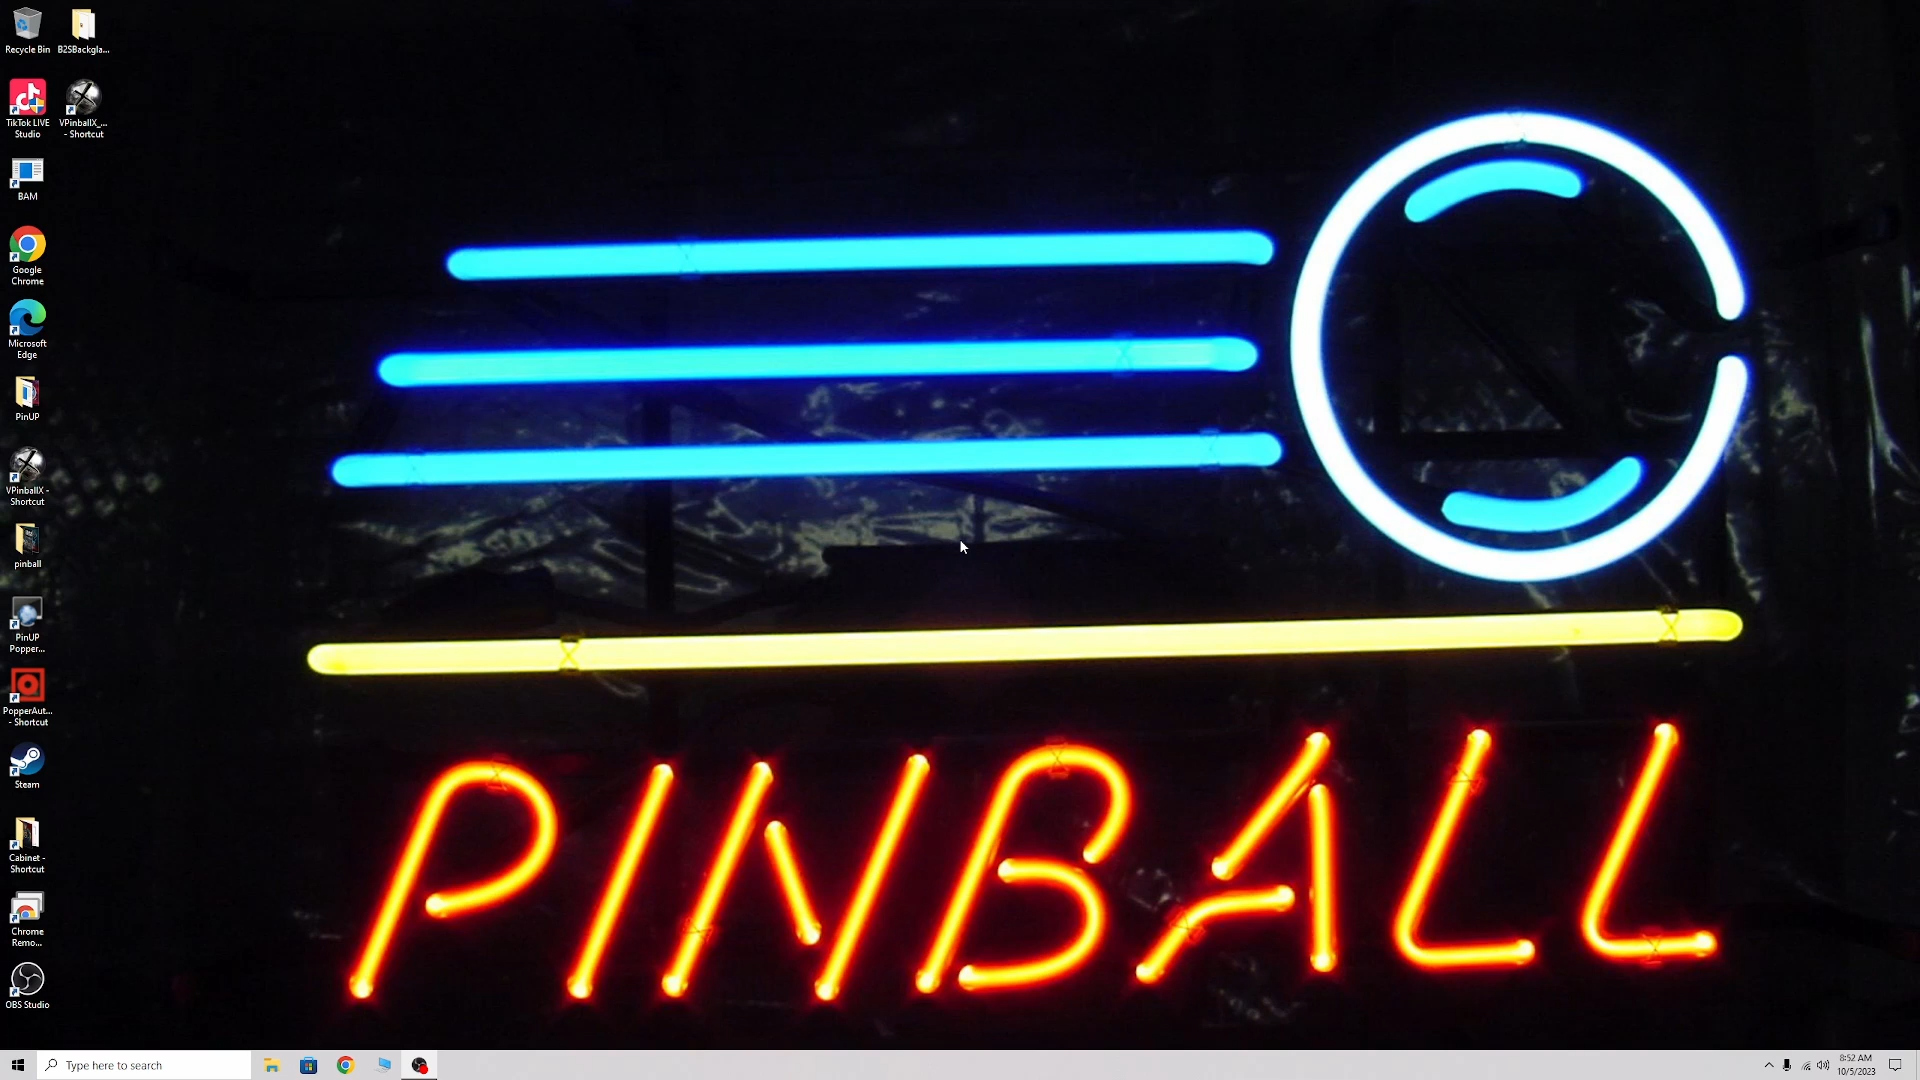 Recycle Bin
B2SBackgla...
TikTok LIVE
Studio
VPinballX_...
- Shortcut
BAM
Google
Chrome
Microsoft
Edge
PinUP
VPinballX -
Shortcut
pinball
PinUP
Popper...
PopperAut...
- Shortcut
Steam
Cabinet -
Shortcut
Chrome
Remo...
OBS Studio
PINBALL
Type here to search
8:52 AM
10/5/2023